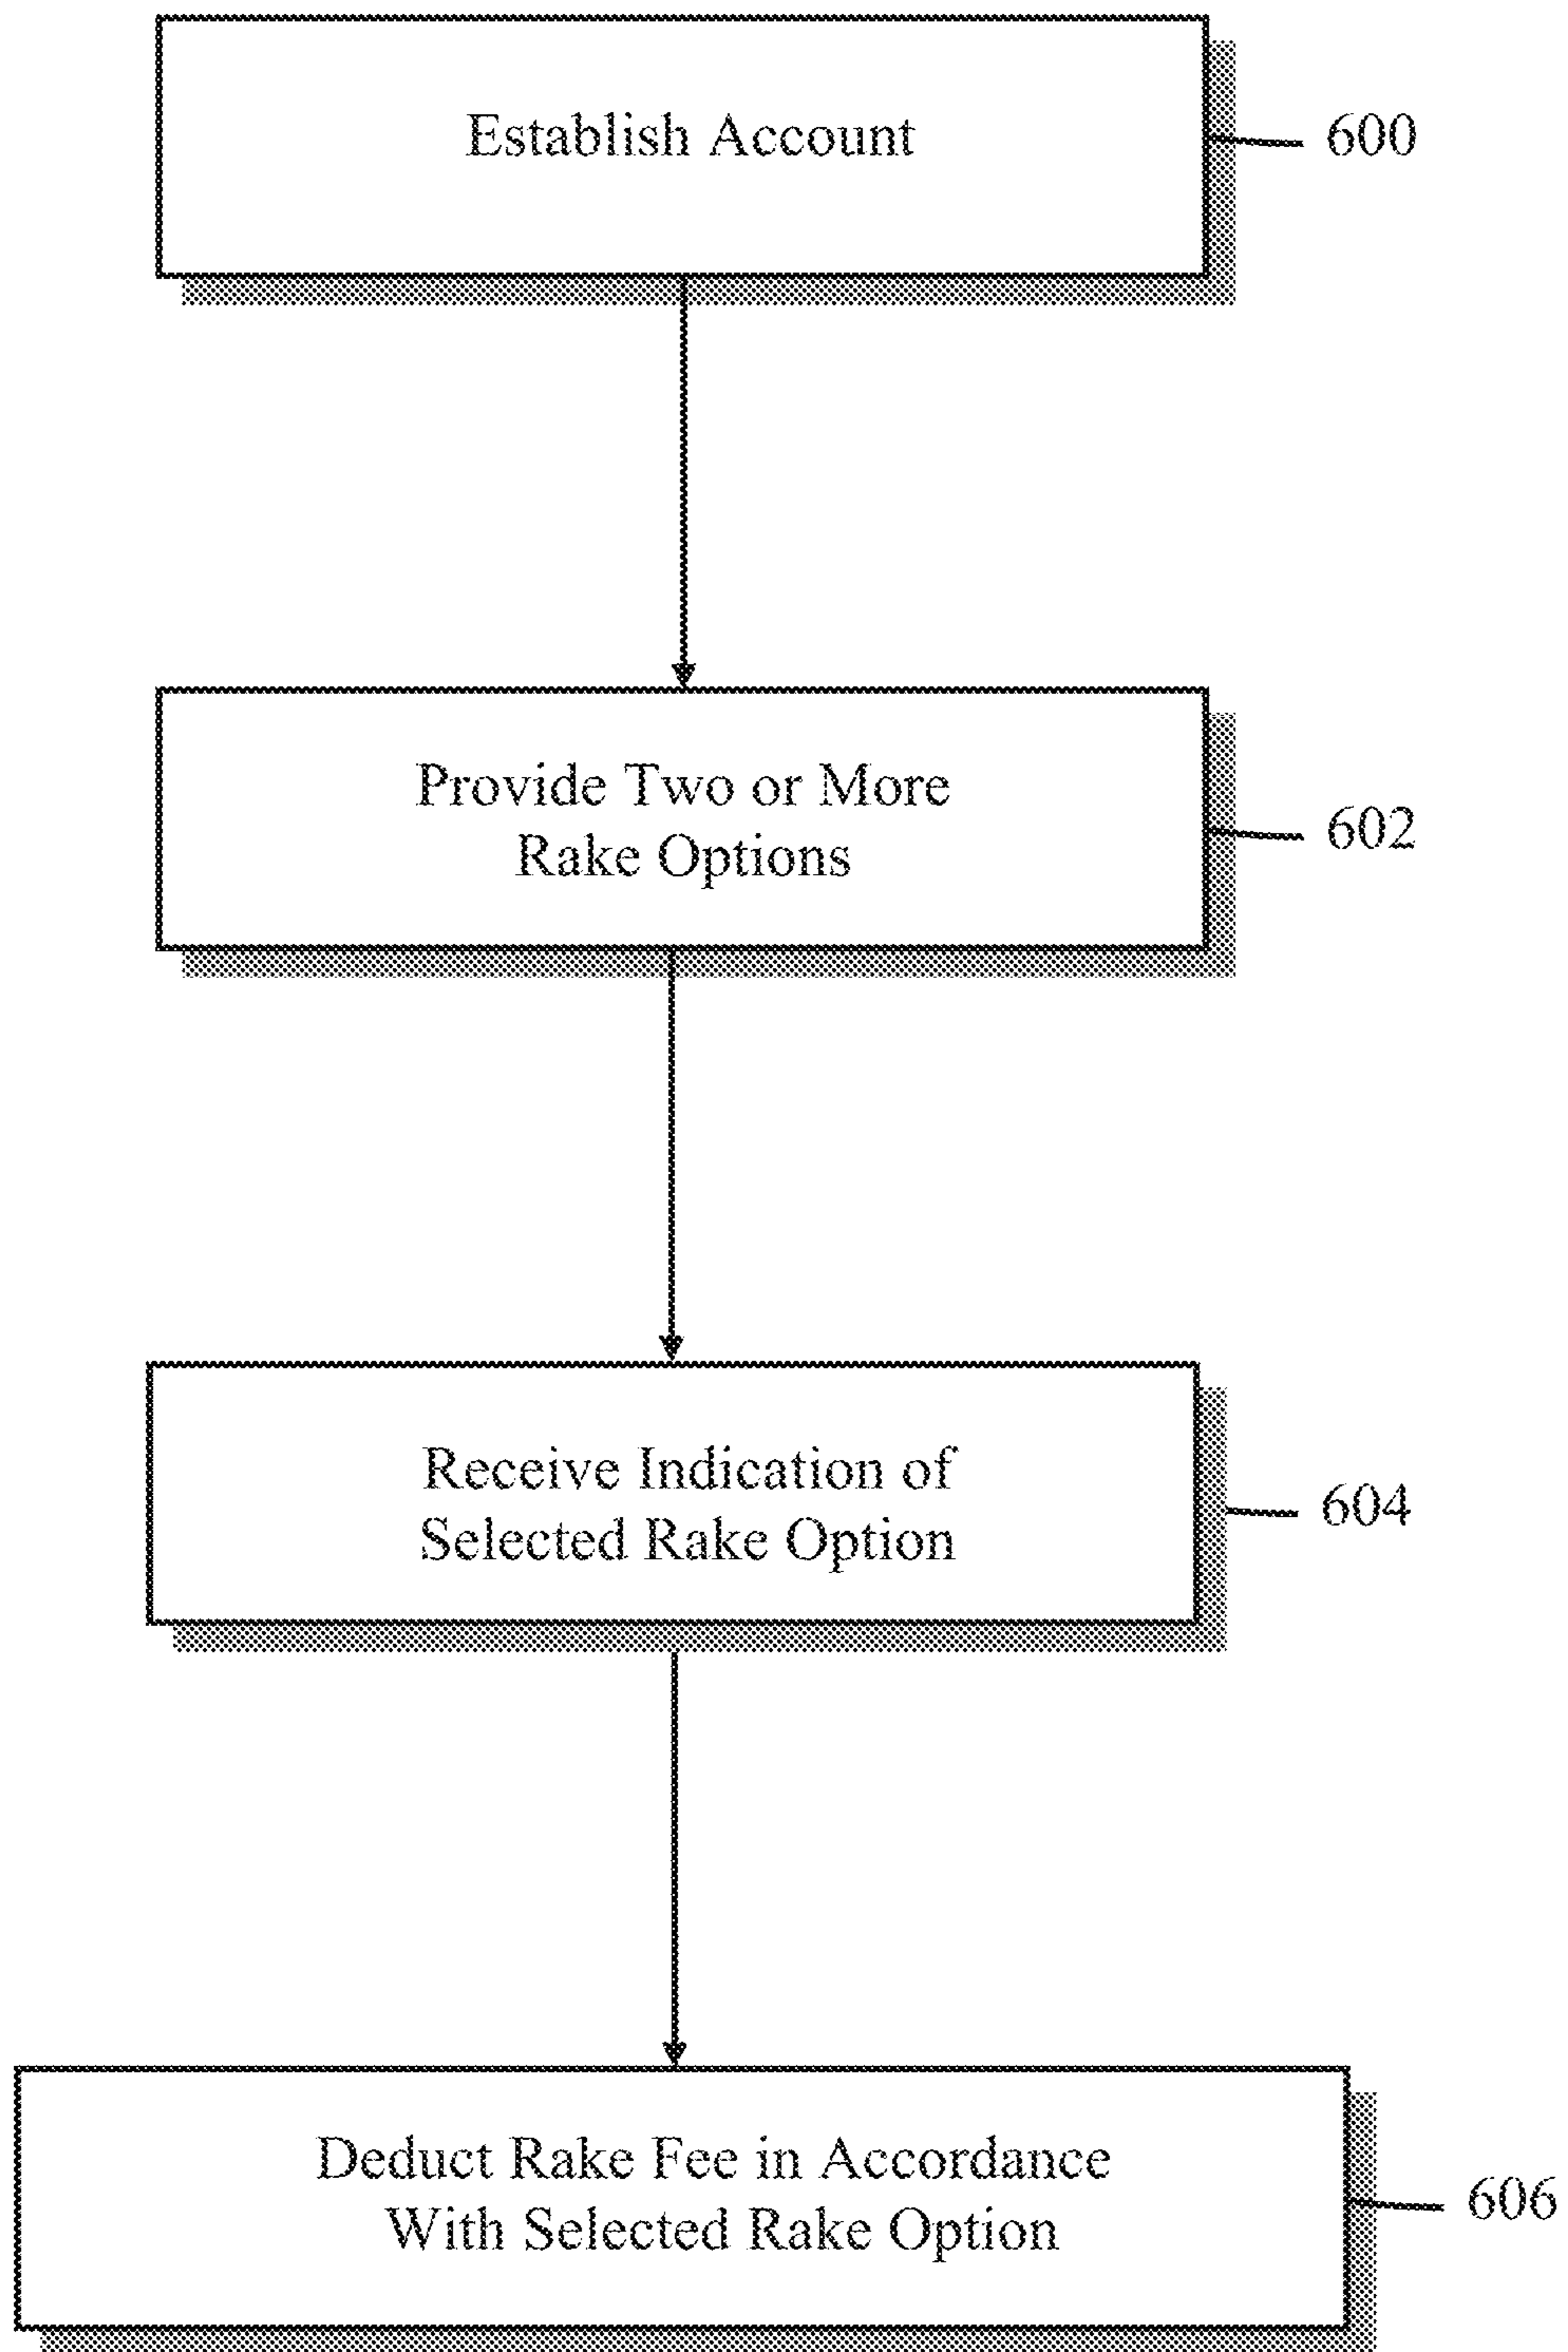 Establish Account
600
Provide Two or More
Rake Options
602
Receive Indication of
Selected Rake Option
604
Deduct Rake Fee in Accordance
With Selected Rake Option
606